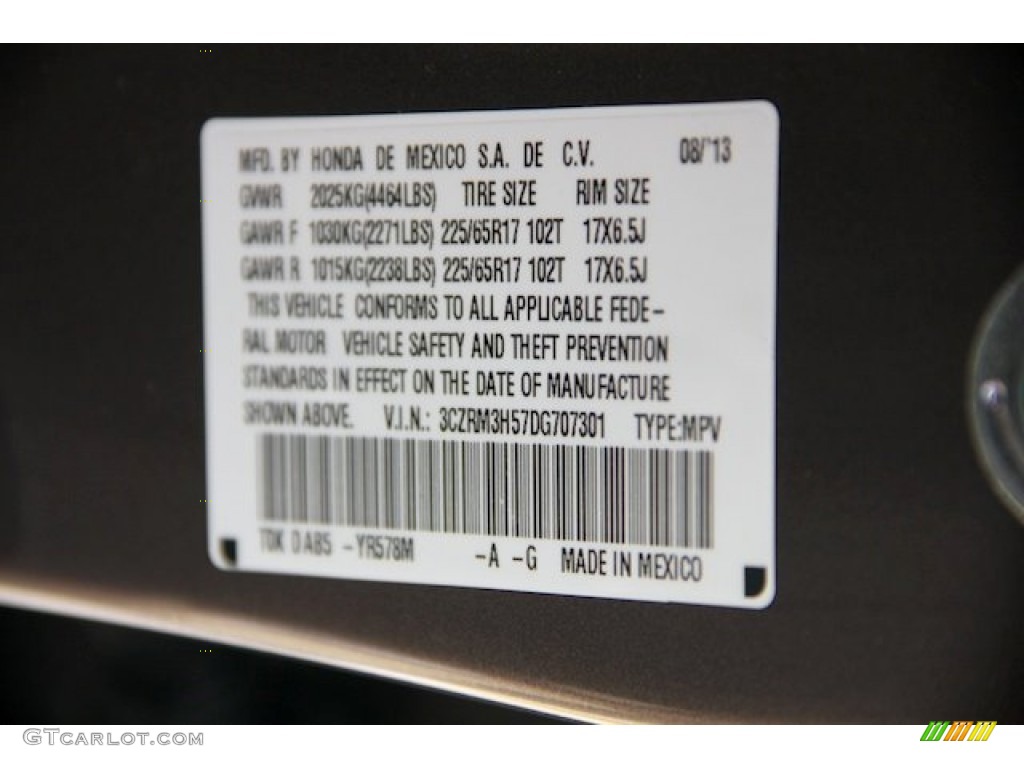 MFD. BY HONDA DE MEXICO S.A. DE C.V. 08/'13
GVWR 2025KG(4464LBS) TIRE SIZE RIM SIZE
GAWR F 1030KG(2271LBS) 225/65R17 102T 17X6.5J
GAWR R 1015KG(2238LBS) 225/65R17 102T 17X6.5J
THIS VEHICLE CONFORMS TO ALL APPLICABLE FEDE-
RAL MOTOR VEHICLE SAFETY AND THEFT PREVENTION
STANDARDS IN EFFECT ON THE DATE OF MANUFACTURE
SHOWN ABOVE. V.I.N.: 3CZRM3H57DG707301 TYPE:MPV
-YR578M -A -G MADE IN MEXICO
GTCARLOT.COM